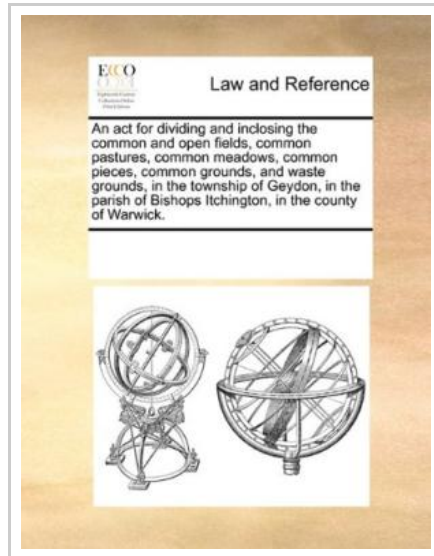 ECCO
Law and Reference
An act for dividing and inclosing the
common and open fields, common
pastures, common meadows, common
pieces, common grounds, and waste
grounds, in the township of Geydon, in the
parish of Bishops Itchington, in the county
of Warwick.